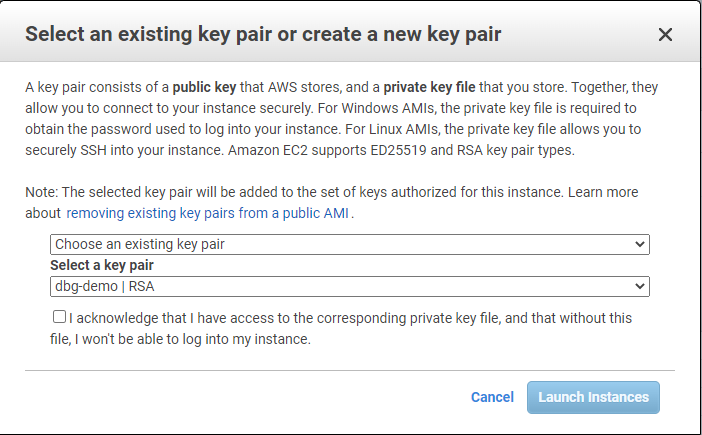 Select an existing key pair or create a new key pair
A key pair consists of a public key that AWS stores, and a private key file that you store. Together, they
allow you to connect to your instance securely. For Windows AMIs, the private key file is required to
obtain the password used to log into your instance. For Linux AMIs, the private key file allows you to
securely SSH into your instance. Amazon EC2 supports ED25519 and RSA key pair types.
Note: The selected key pair will be added to the set of keys authorized for this instance. Learn more
about removing existing key pairs from a public AMI.
Choose an existing key pair
Select a key pair
dbg-demo | RSA
I acknowledge that I have access to the corresponding private key file, and that without this
file, I won't be able to log into my instance.
Cancel Launch Instances